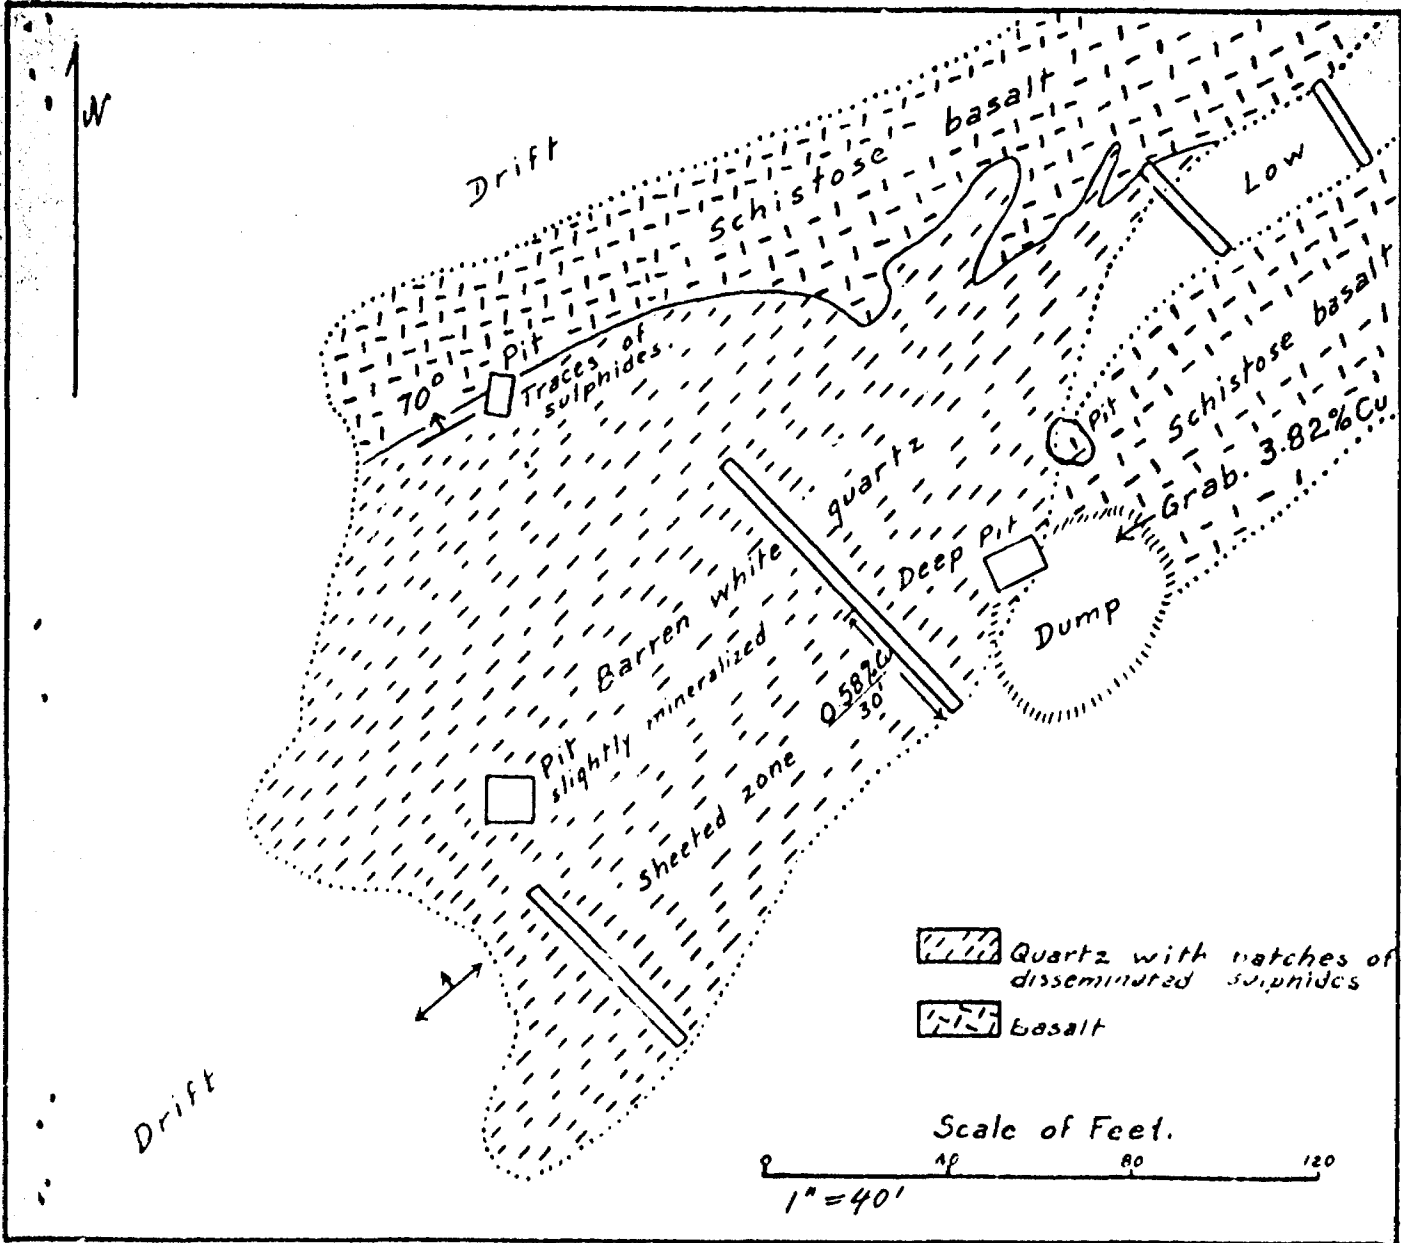 N
Drift
Schistose basalt
Low
Pit
Traces of
sulphides.
70°
Pit
Schistose basalt
Grab. 3.82% Cu
quartz
Barren white
Deep Pit
Dump
0.58% Cu
30'
Pit
slightly mineralized
sheeted zone
Drift
Quartz with patches of
disseminated sulphides
basalt
Scale of Feet.
0 40 80 120
1" = 40'